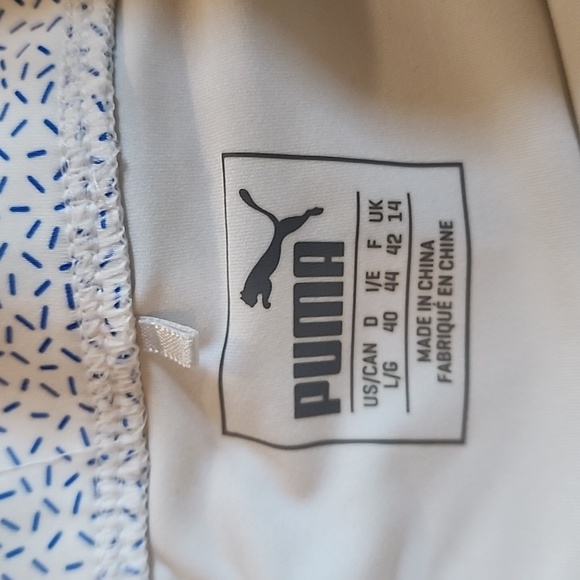 PUMA
US/CAN D I/E F UK
L/G 40 44 42 14
MADE IN CHINA
FABRIQUÉ EN CHINE